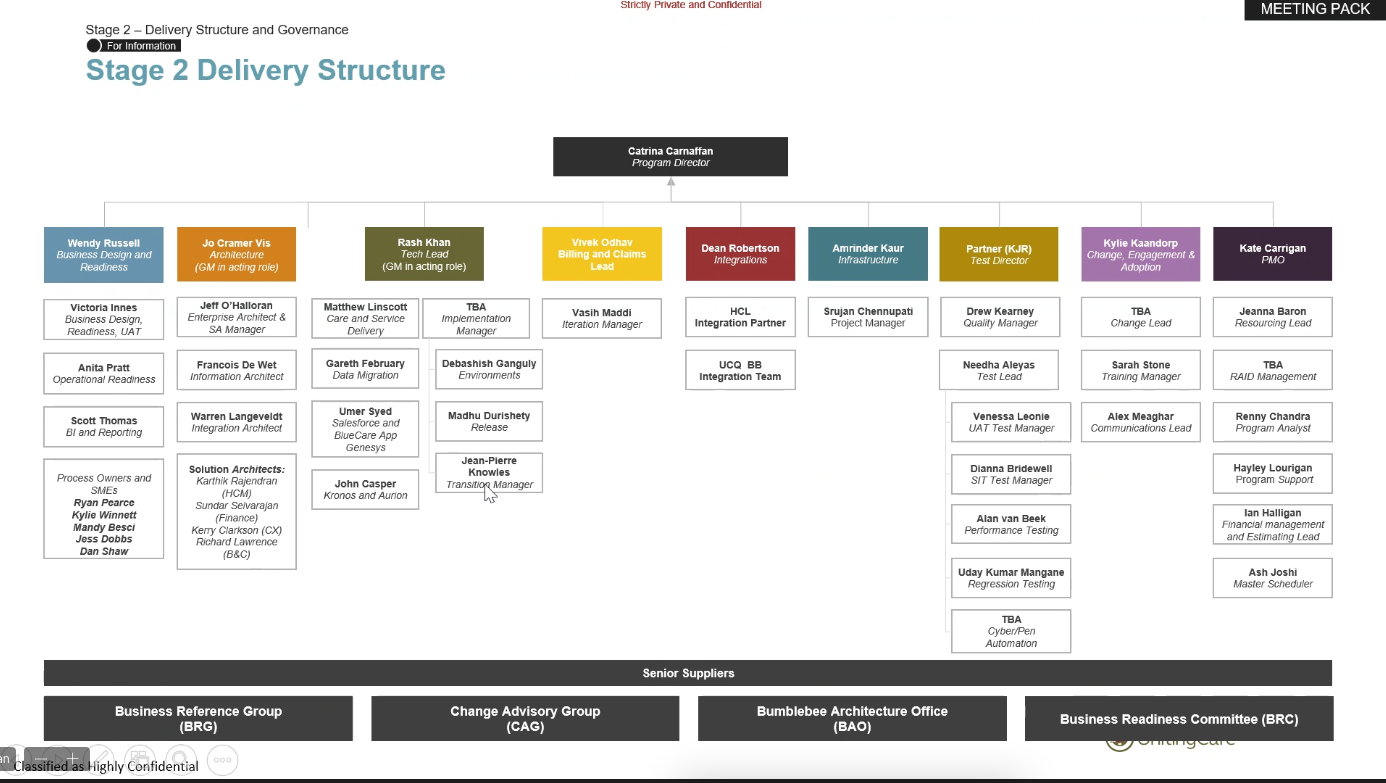 Strictly Private and Confidential
MEETING PACK
Stage 2 – Delivery Structure and Governance
For Information
Stage 2 Delivery Structure
Catrina Carnaffan
Program Director
Wendy Russell
Business Design and
Readiness
Jo Cramer Vis
Architecture
(GM in acting role)
Rash Khan
Tech Lead
(GM in acting role)
Vivek Odhav
Billing and Claims
Lead
Dean Robertson
Integrations
Amrinder Kaur
Infrastructure
Partner (KJR)
Test Director
Kylie Kaandorp
Change, Engagement &
Adoption
Kate Carrigan
PMO
Victoria Innes
Business Design,
Readiness, UAT
Anita Pratt
Operational Readiness
Scott Thomas
BI and Reporting
Process Owners and
SMEs
Ryan Pearce
Kylie Winnett
Mandy Besci
Jess Dobbs
Dan Shaw
Jeff O'Halloran
Enterprise Architect &
SA Manager
Francois De Wet
Information Architect
Warren Langeveldt
Integration Architect
Solution Architects:
Karthik Rajendran
(HCM)
Sundar Selvarajan
(Finance)
Kerry Clarkson (CX)
Richard Lawrence
(B&C)
Matthew Linscott
Care and Service
Delivery
Gareth February
Data Migration
Umer Syed
Salesforce and
BlueCare App
Genesys
John Casper
Kronos and Aurion
TBA
Implementation
Manager
Debashish Ganguly
Environments
Madhu Durishety
Release
Jean-Pierre
Knowles
Transition Manager
Vasih Maddi
Iteration Manager
HCL
Integration Partner
UCQ BB
Integration Team
Srujan Chennupati
Project Manager
Drew Kearney
Quality Manager
Needha Aleyas
Test Lead
Venessa Leonie
UAT Test Manager
Dianna Bridewell
SIT Test Manager
Alan van Beek
Performance Testing
Uday Kumar Mangane
Regression Testing
TBA
Cyber/Pen
Automation
TBA
Change Lead
Sarah Stone
Training Manager
Alex Meaghar
Communications Lead
Jeanna Baron
Resourcing Lead
TBA
RAID Management
Renny Chandra
Program Analyst
Hayley Lourigan
Program Support
Ian Halligan
Financial management
and Estimating Lead
Ash Joshi
Master Scheduler
Senior Suppliers
Business Reference Group
(BRG)
Change Advisory Group
(CAG)
Bumblebee Architecture Office
(BAO)
Business Readiness Committee (BRC)
UnitingCare
Classified as Highly Confidential